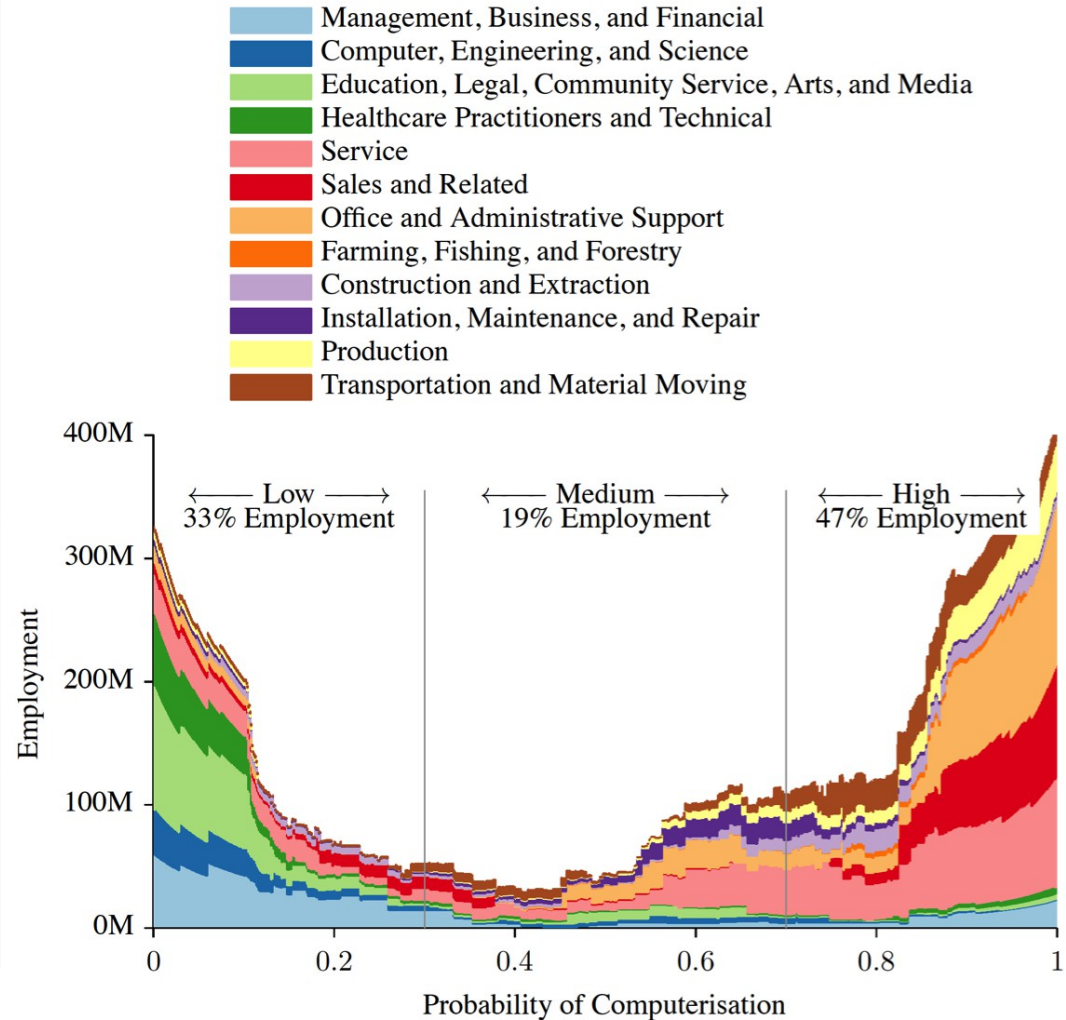 Management, Business, and Financial
Computer, Engineering, and Science
Education, Legal, Community Service, Arts, and Media
Healthcare Practitioners and Technical
Service
Sales and Related
Office and Administrative Support
Farming, Fishing, and Forestry
Construction and Extraction
Installation, Maintenance, and Repair
Production
Transportation and Material Moving
400M
Low
Medium
High
33% Employment
19% Employment
47% Employment
300M
200M
100M
0M
Employment
0
0.2
0.4
0.6
0.8
1
Probability of Computerisation